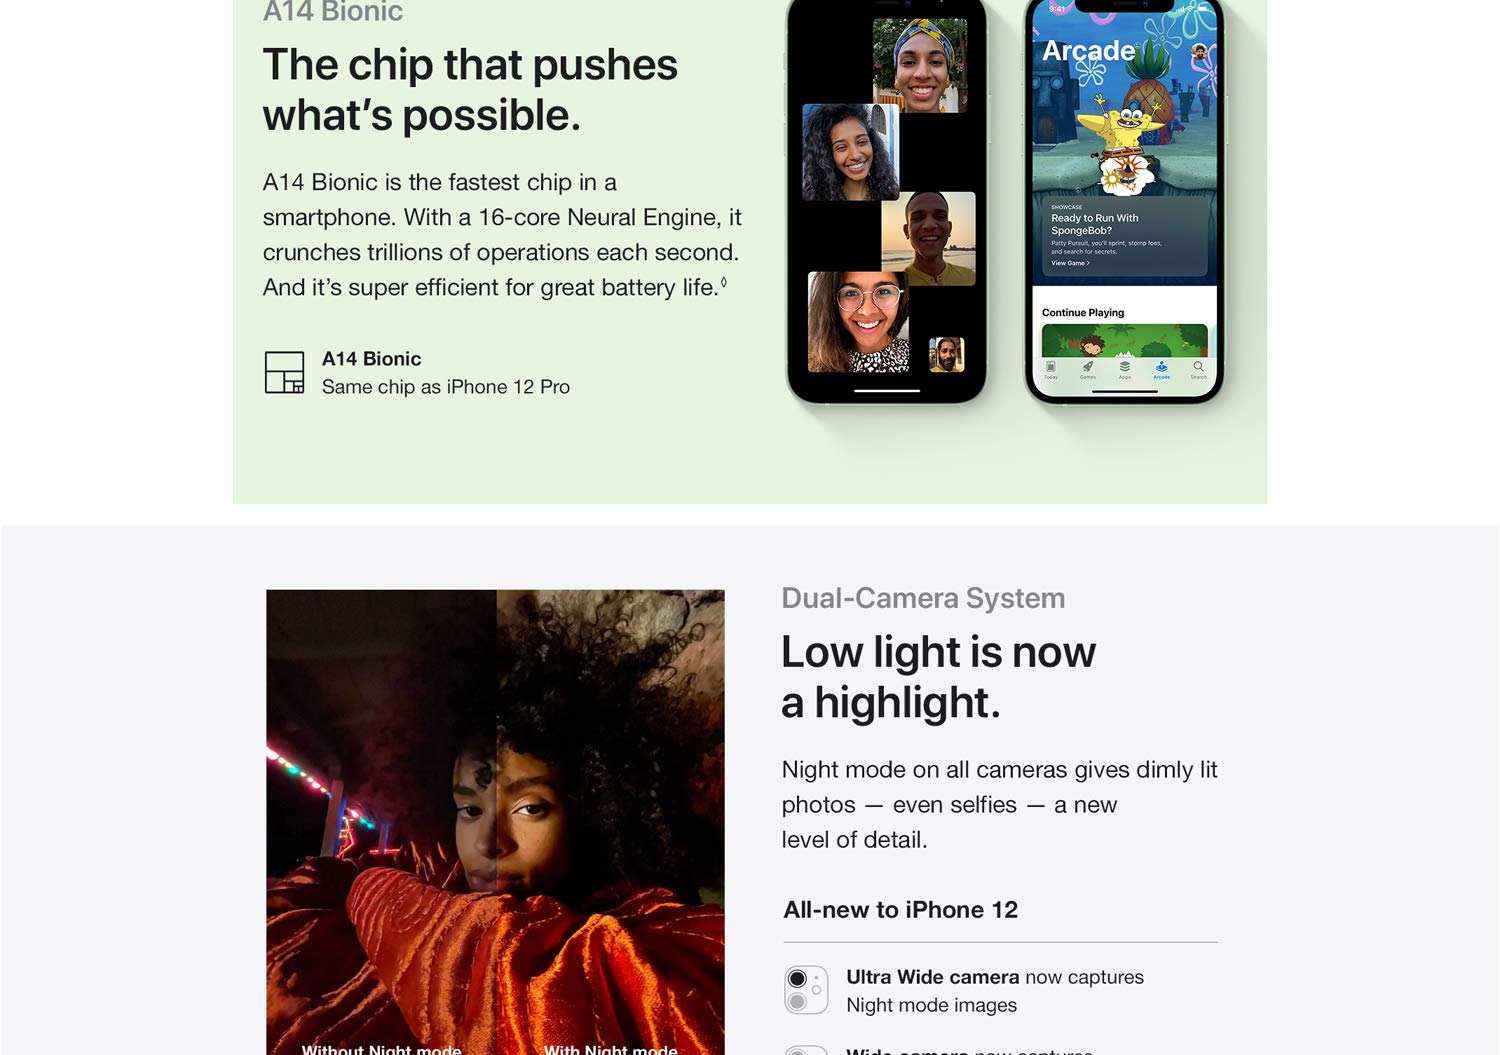 A14 Bionic
The chip that pushes
what's possible.
A14 Bionic is the fastest chip in a
smartphone. With a 16-core Neural Engine, it
crunches trillions of operations each second.
And it's super efficient for great battery life.◊
A14 Bionic
Same chip as iPhone 12 Pro
9:41
Arcade
SHOWCASE
Ready to Run With
SpongeBob?
Patty Pursuit, you'll sprint, stomp foes,
and search for secrets.
View Game >
Continue Playing
Today Games Apps Arcade Search
Dual-Camera System
Low light is now
a highlight.
Night mode on all cameras gives dimly lit
photos — even selfies — a new
level of detail.
All-new to iPhone 12
Ultra Wide camera now captures
Night mode images
Without Night mode With Night mode
Wide camera now captures